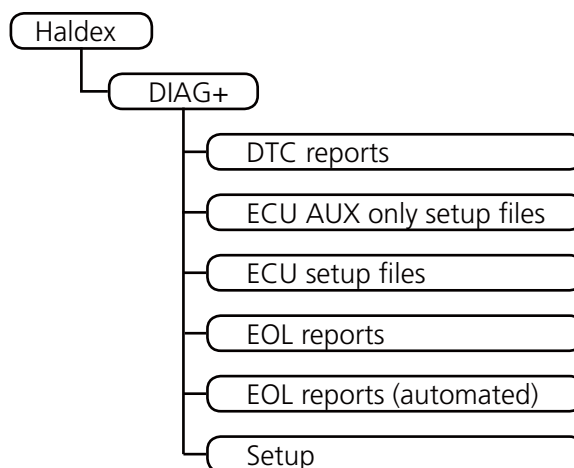 Haldex
DIAG+
DTC reports
ECU AUX only setup files
ECU setup files
EOL reports
EOL reports (automated)
Setup